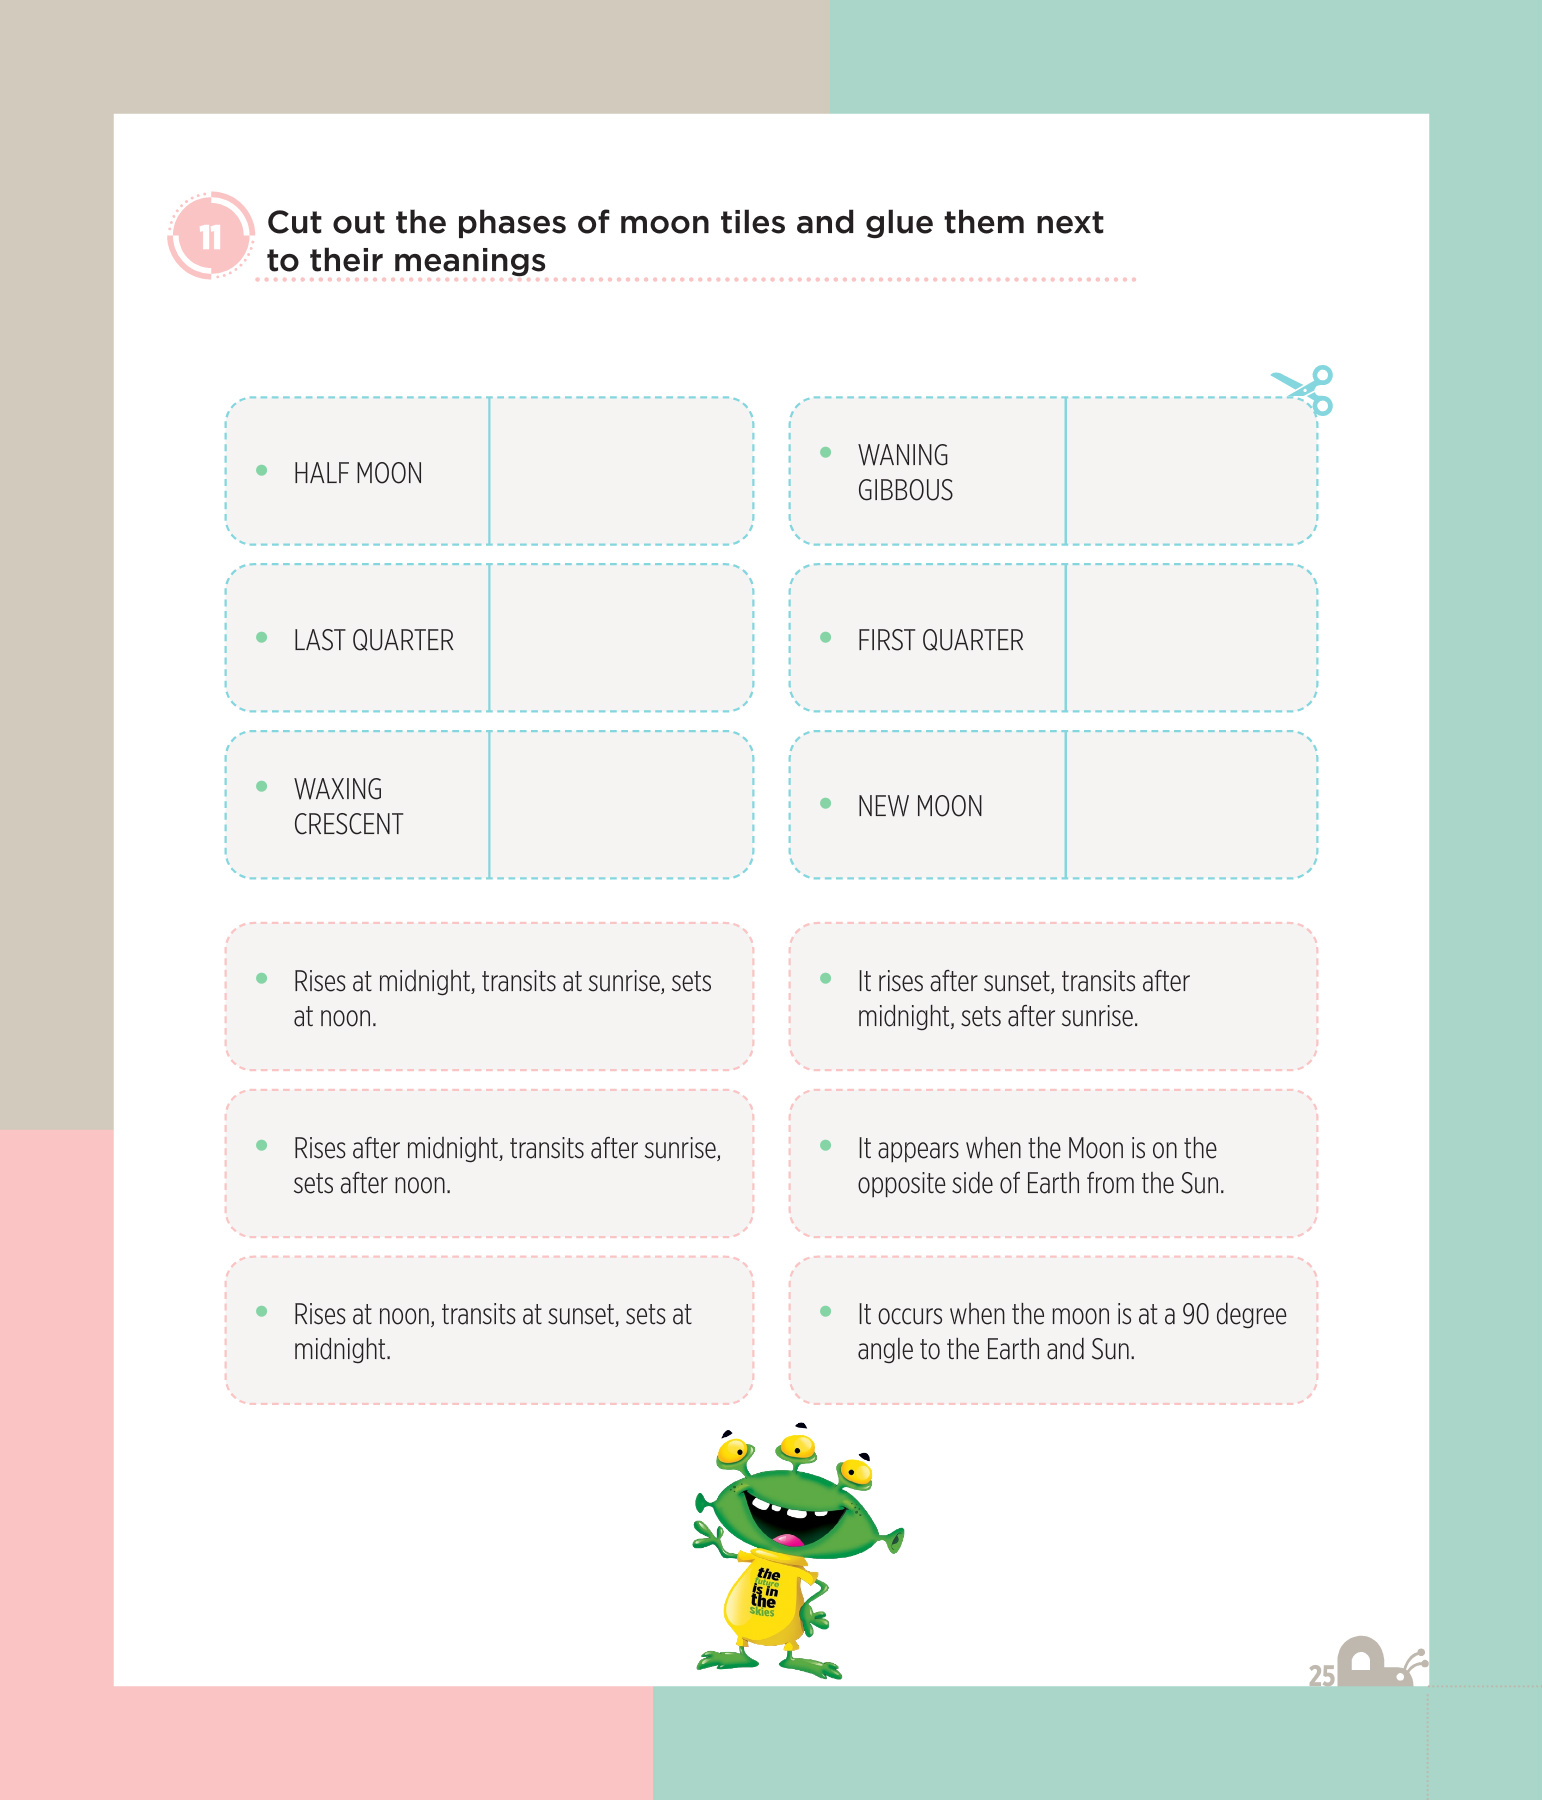 11
Cut out the phases of moon tiles and glue them next
to their meanings
HALF MOON
WANING
GIBBOUS
LAST QUARTER
FIRST QUARTER
WAXING
CRESCENT
NEW MOON
Rises at midnight, transits at sunrise, sets
at noon.
It rises after sunset, transits after
midnight, sets after sunrise.
Rises after midnight, transits after sunrise,
sets after noon.
It appears when the Moon is on the
opposite side of Earth from the Sun.
Rises at noon, transits at sunset, sets at
midnight.
It occurs when the moon is at a 90 degree
angle to the Earth and Sun.
the
future
is in
the
skies
25